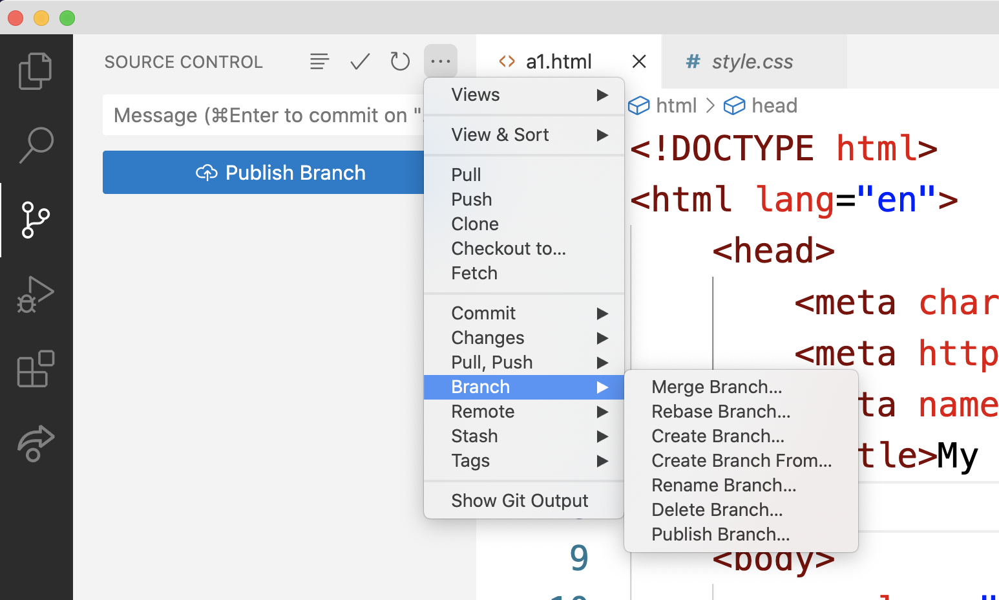 SOURCE CONTROL
Message (⌘Enter to commit on "
Publish Branch
Views
View & Sort
Pull
Push
Clone
Checkout to...
Fetch
Commit
Changes
Pull, Push
Branch
Remote
Stash
Tags
Show Git Output
Merge Branch...
Rebase Branch...
Create Branch...
Create Branch From...
Rename Branch...
Delete Branch...
Publish Branch...
<> a1.html
# style.css
html > head
<!DOCTYPE html>
<html lang="en">
<head>
<meta char
<meta http
ta name
tle>My
9 <body>
10